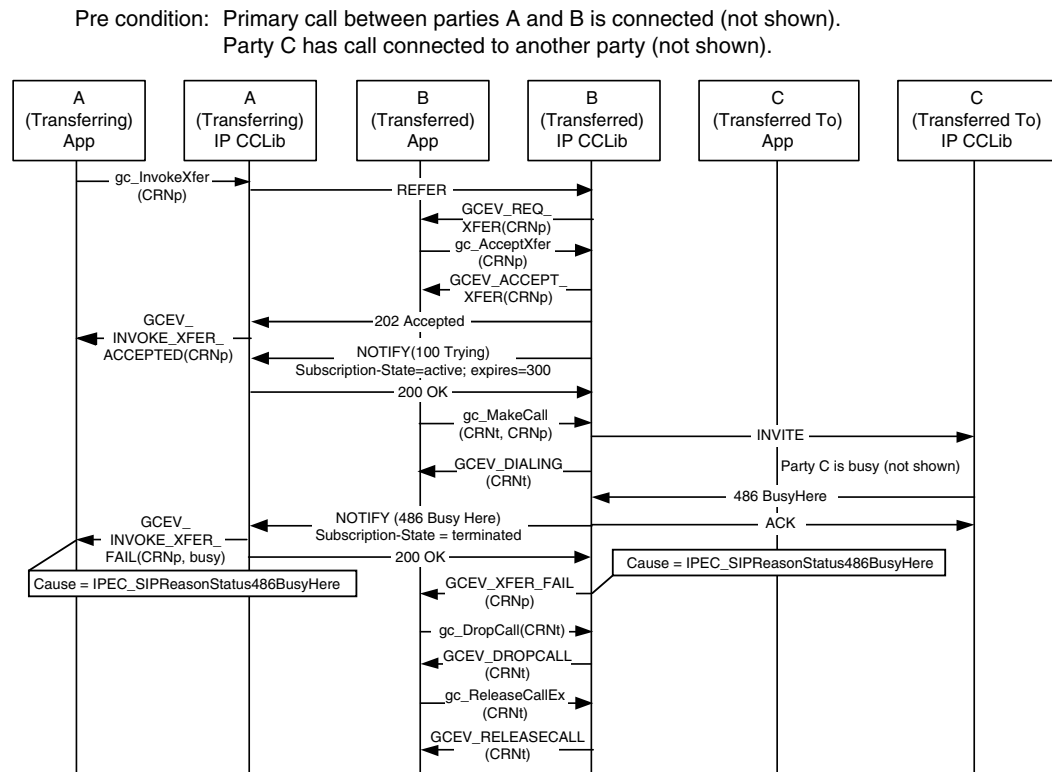 Pre condition: Primary call between parties A and B is connected (not shown).
Party C has call connected to another party (not shown).
A
(Transferring)
App
A
(Transferring)
IP CCLib
B
(Transferred)
App
B
(Transferred)
IP CCLib
C
(Transferred To)
App
C
(Transferred To)
IP CCLib
gc_InvokeXfer
(CRNp)
REFER
GCEV_REQ_
XFER(CRNp)
gc_AcceptXfer
(CRNp)
GCEV_ACCEPT_
XFER(CRNp)
202 Accepted
GCEV_
INVOKE_XFER_
ACCEPTED(CRNp)
NOTIFY(100 Trying)
Subscription-State=active; expires=300
200 OK
gc_MakeCall
(CRNt, CRNp)
INVITE
GCEV_DIALING
(CRNt)
Party C is busy (not shown)
486 BusyHere
NOTIFY (486 Busy Here)
Subscription-State = terminated
ACK
GCEV_
INVOKE_XFER_
FAIL(CRNp, busy)
200 OK
Cause = IPEC_SIPReasonStatus486BusyHere
Cause = IPEC_SIPReasonStatus486BusyHere
GCEV_XFER_FAIL
(CRNp)
gc_DropCall(CRNt)
GCEV_DROPCALL
(CRNt)
gc_ReleaseCallEx
(CRNt)
GCEV_RELEASECALL
(CRNt)